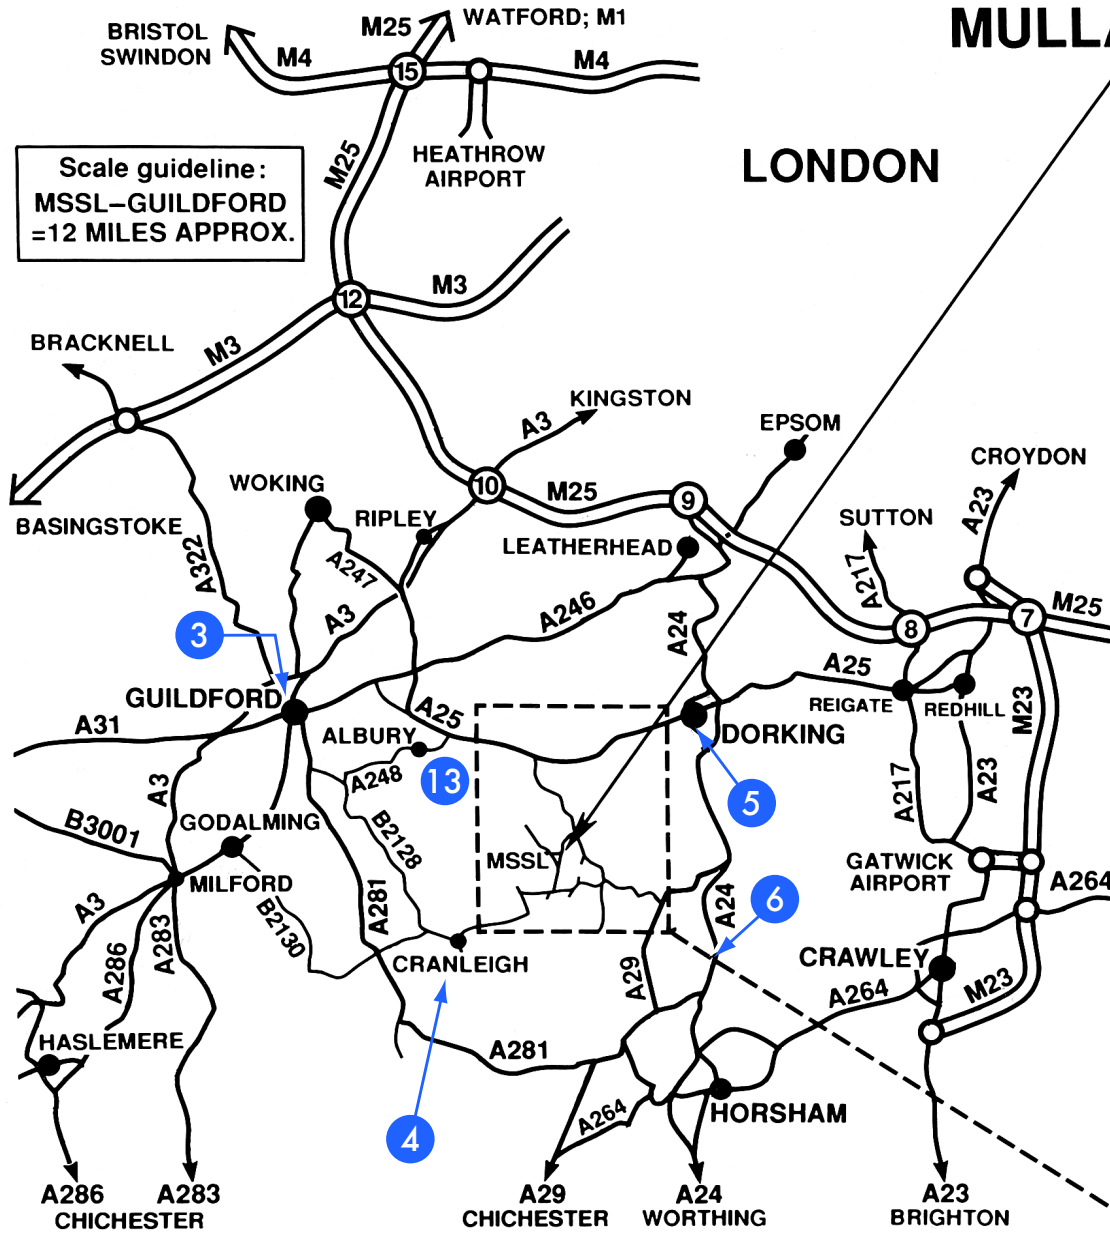 MULLA
BRISTOL
SWINDON
M25
WATFORD; M1
M4
15
M4
HEATHROW
AIRPORT
M25
LONDON
Scale guideline:
MSSL–GUILDFORD
=12 MILES APPROX.
12
M3
M3
BRACKNELL
BASINGSTOKE
KINGSTON
A3
EPSOM
CROYDON
A23
WOKING
RIPLEY
10
M25
9
SUTTON
A217
LEATHERHEAD
A322
A247
A3
A246
A24
8
7
M25
3
GUILDFORD
A31
A25
A25
REIGATE
REDHILL
M23
ALBURY
A248
13
DORKING
5
A3
B3001
GODALMING
B2128
MSSL
A217
A23
GATWICK
AIRPORT
A264
MILFORD
A3
A286
A283
B2130
A281
CRANLEIGH
A29
A24
6
CRAWLEY
A264
M23
HASLEMERE
A281
4
A264
HORSHAM
A286
CHICHESTER
A283
A29
CHICHESTER
A24
WORTHING
A23
BRIGHTON